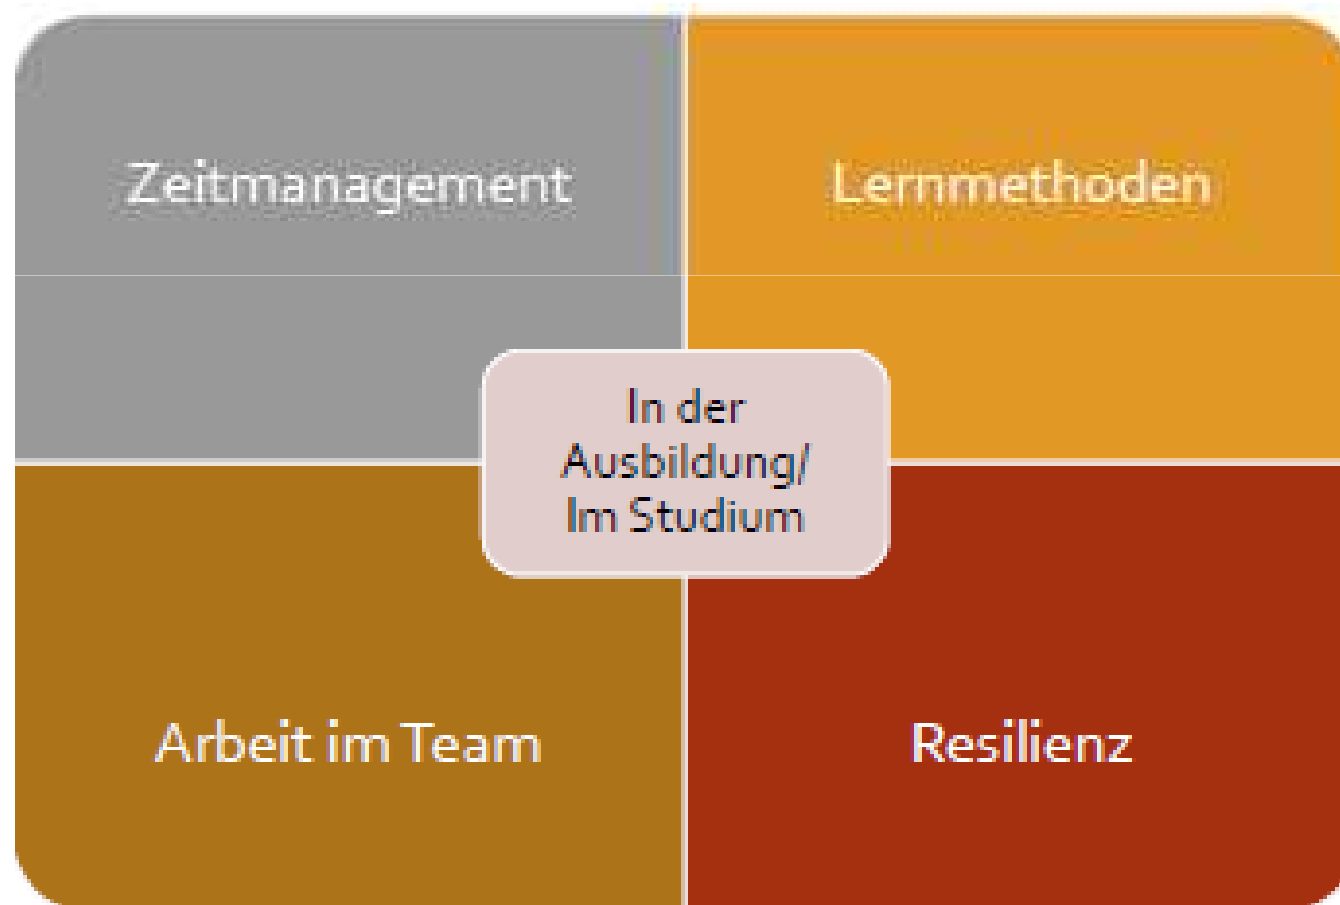 Zeitmanagement
Lernmethoden
In der
Ausbildung/
Im Studium
Arbeit im Team
Resilienz